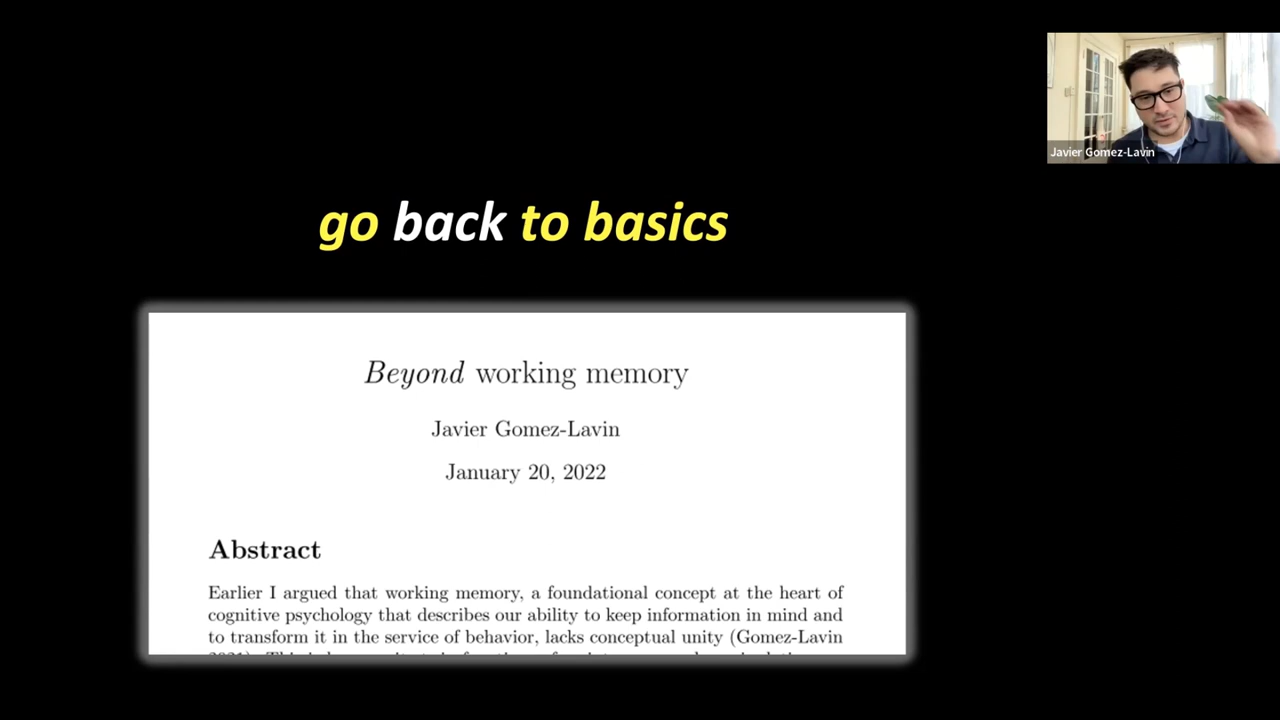 go back to basics
Javier Gomez-Lavin
Beyond working memory
Javier Gomez-Lavin
January 20, 2022
Abstract
Earlier I argued that working memory, a foundational concept at the heart of
cognitive psychology that describes our ability to keep information in mind and
to transform it in the service of behavior, lacks conceptual unity (Gomez-Lavin